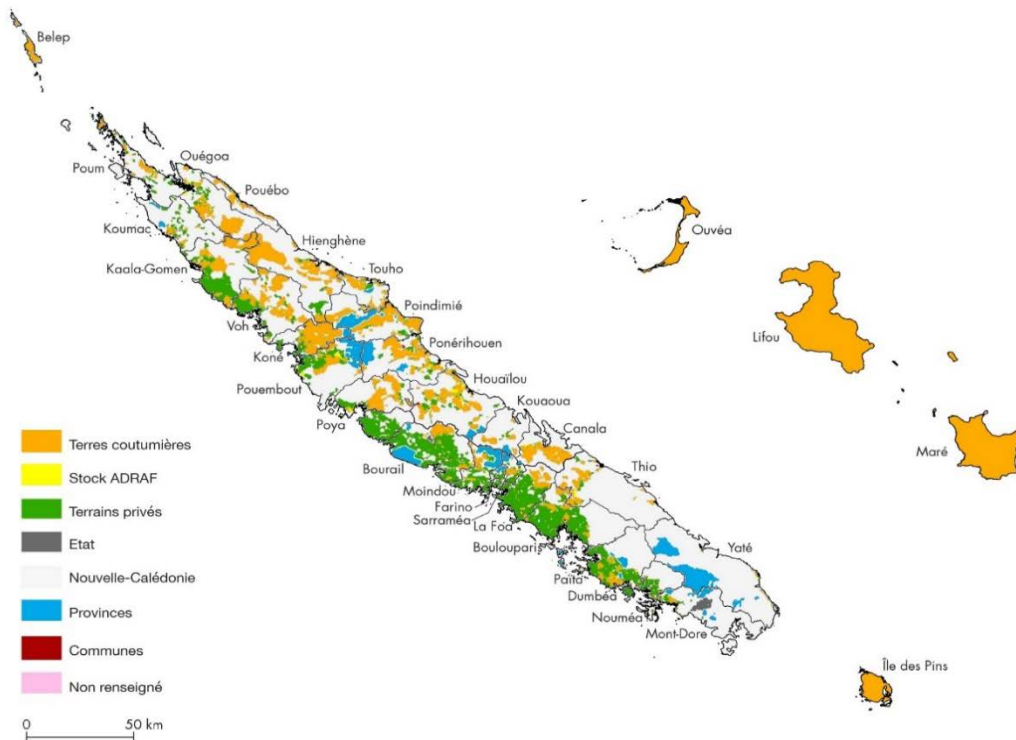 Belep
Ouégoa
Poum
Pouébo
Koumac
Hienghène
Ouvéa
Kaala-Gomen
Touho
Poindimié
Lifou
Voh
Ponérihouen
Koné
Houaïlou
Pouembout
Kouaoua
Poya
Canala
Maré
Bourail
Thio
Moindou
Farino
Sarraméa
La Foa
Boulouparis
Yaté
Païta
Dumbéa
Nouméa
Mont-Dore
Île des Pins
Terres coutumières
Stock ADRAF
Terrains privés
Etat
Nouvelle-Calédonie
Provinces
Communes
Non renseigné
0 50 km